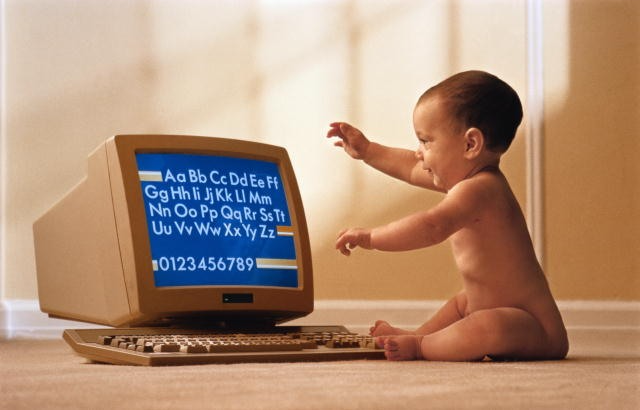 Aa Bb Cc Dd Ee Ff
Gg Hh Ii Jj Kk Ll Mm
Nn Oo Pp Qq Rr Ss Tt
Uu Vv Ww Xx Yy Zz
0123456789